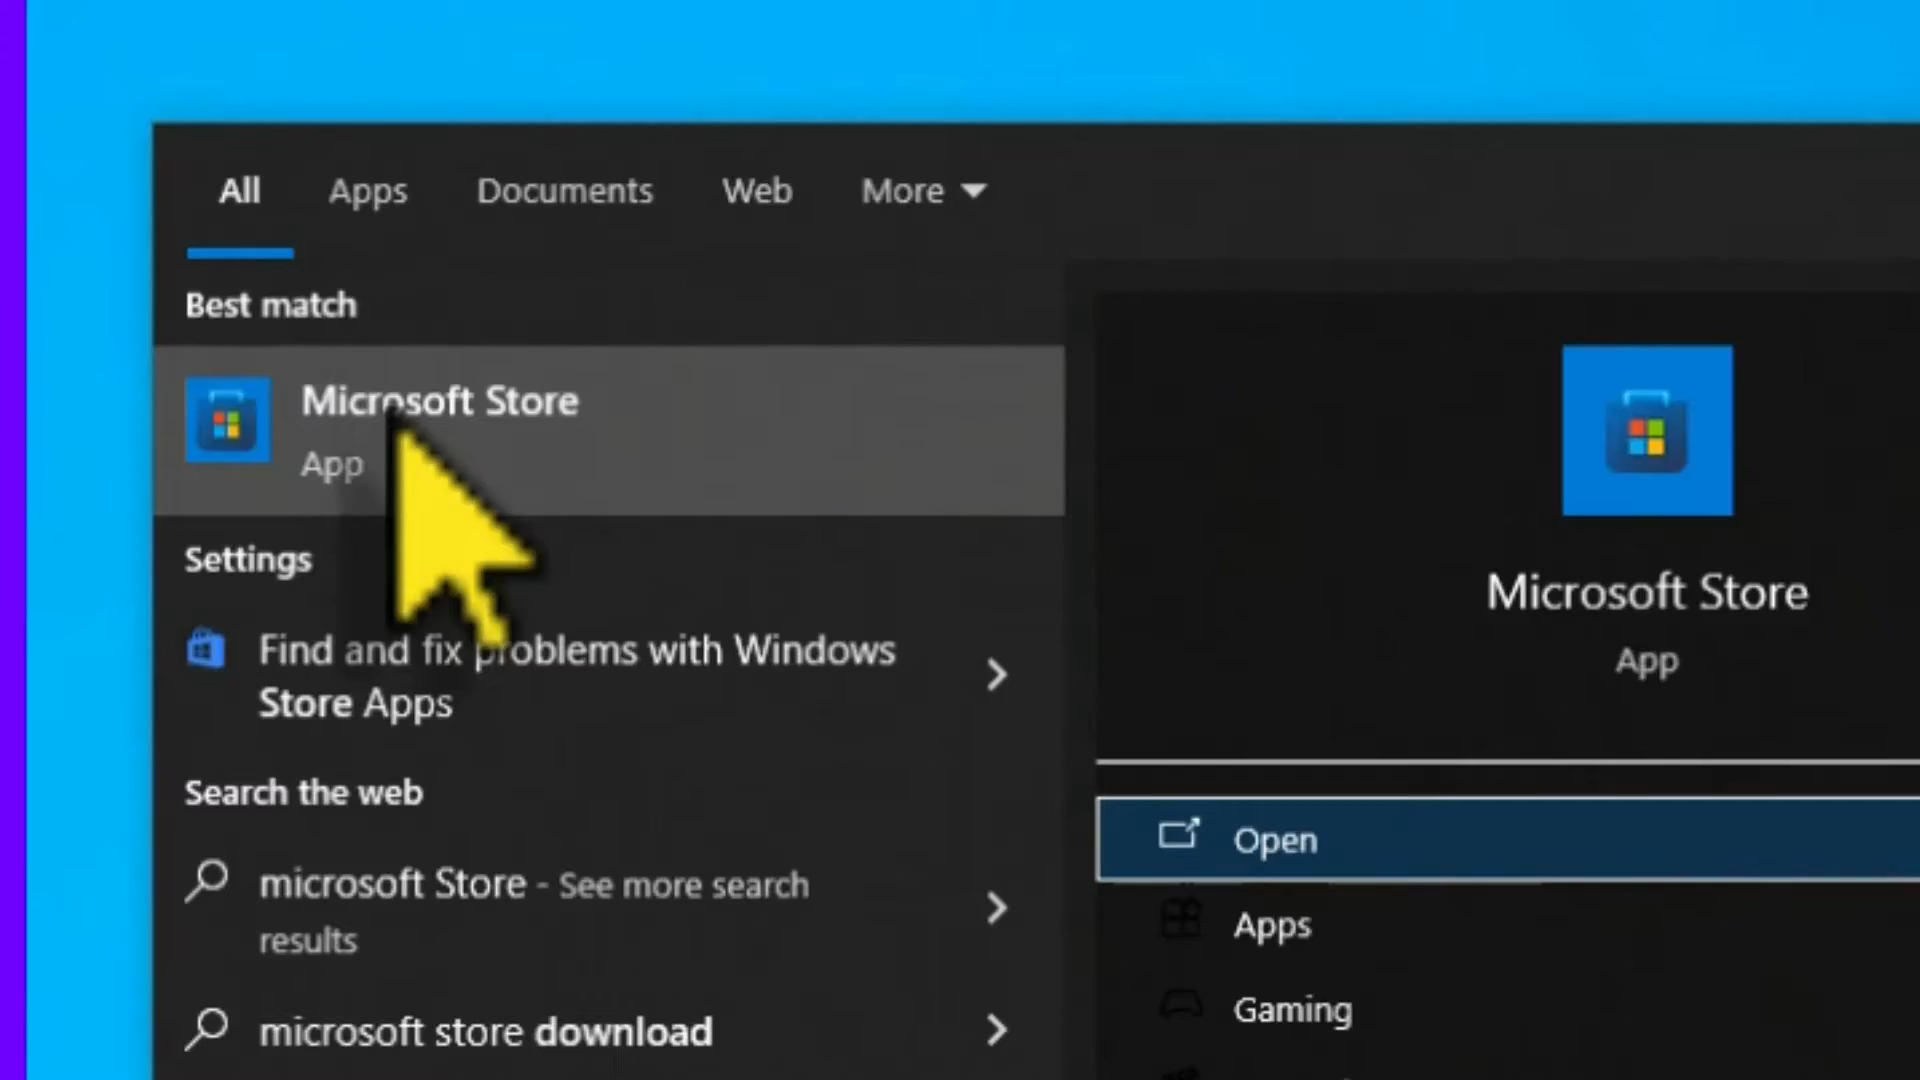 All Apps Documents Web More
Best match
Microsoft Store
App
Settings
Find and fix problems with Windows
Store Apps
Search the web
microsoft Store - See more search
results
microsoft store download
Microsoft Store
App
Open
Apps
Gaming